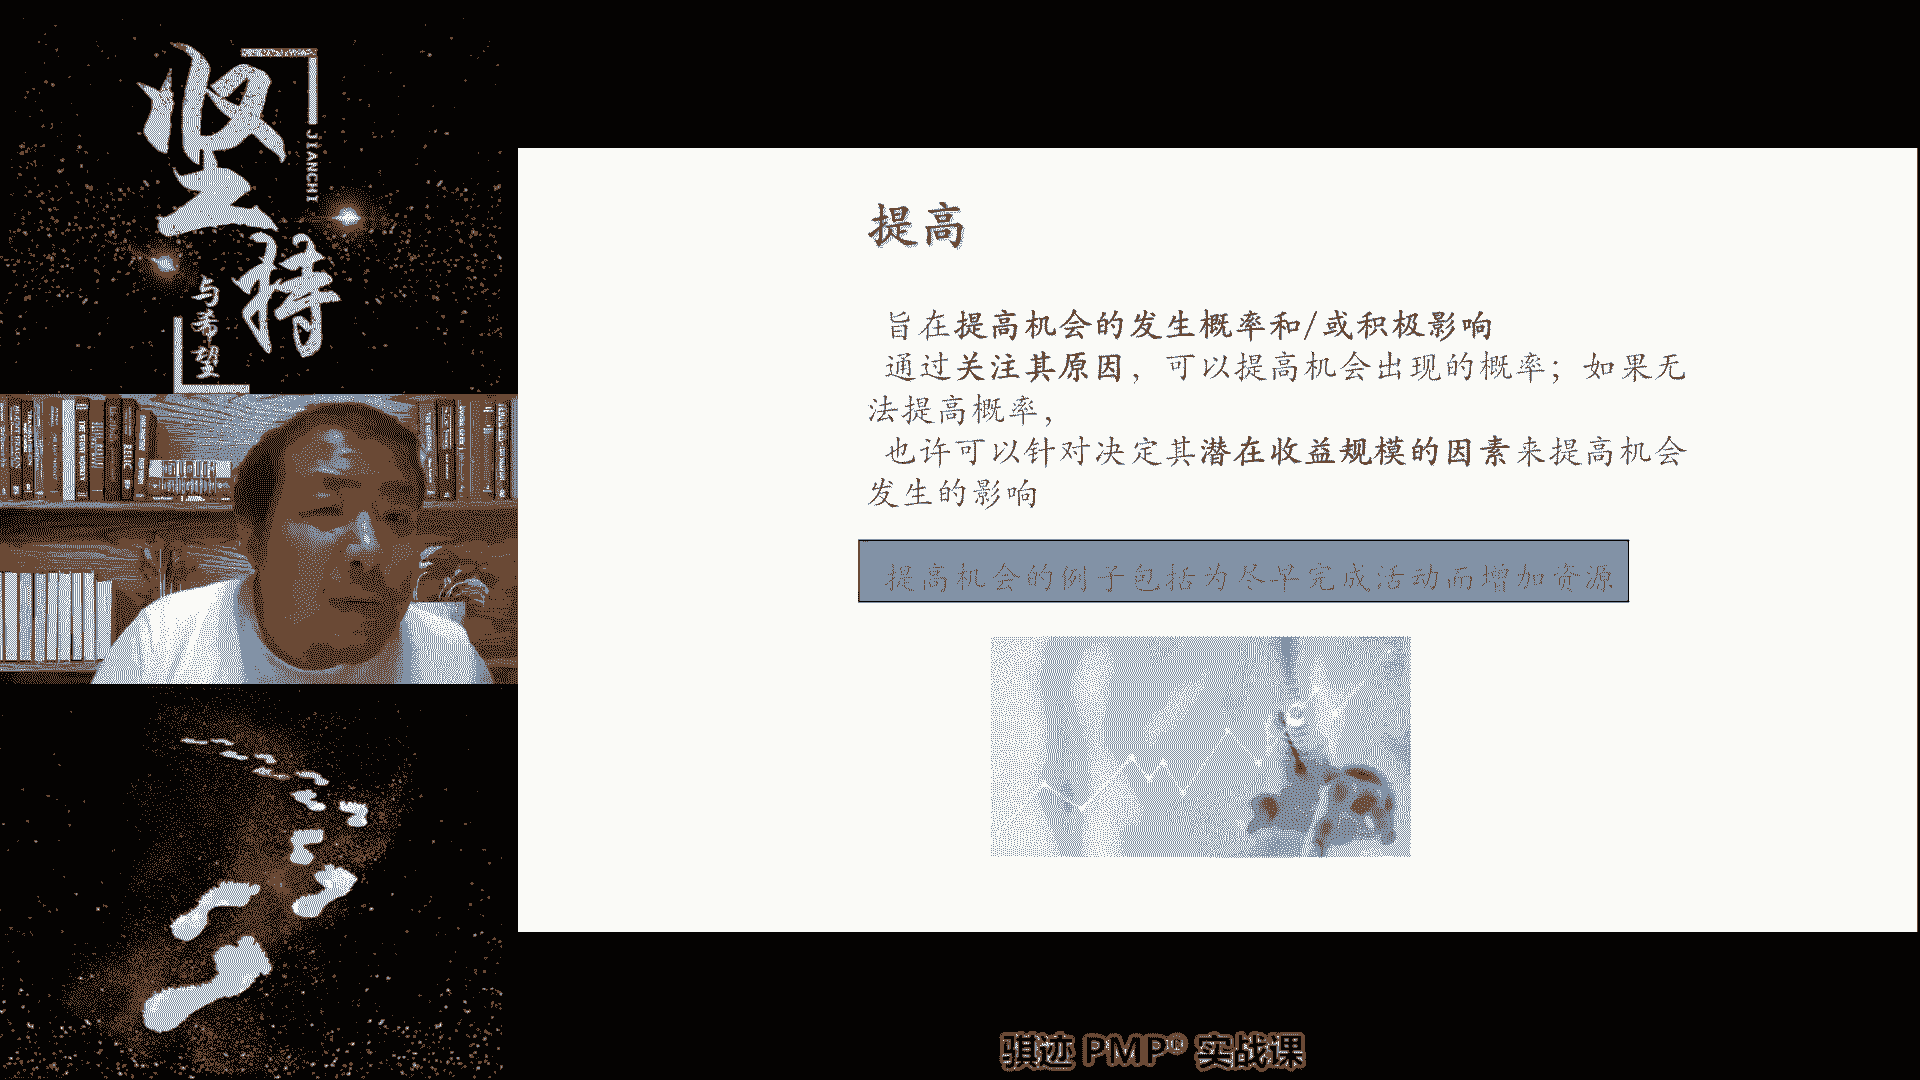 坚持
JIANCHI
与希望
提高
旨在提高机会的发生概率和/或积极影响
通过关注其原因，可以提高机会出现的概率；如果无
法提高概率，
也许可以针对决定其潜在收益规模的因素来提高机会
发生的影响
提高机会的例子包括为尽早完成活动而增加资源
骐迹 PMP® 实战课